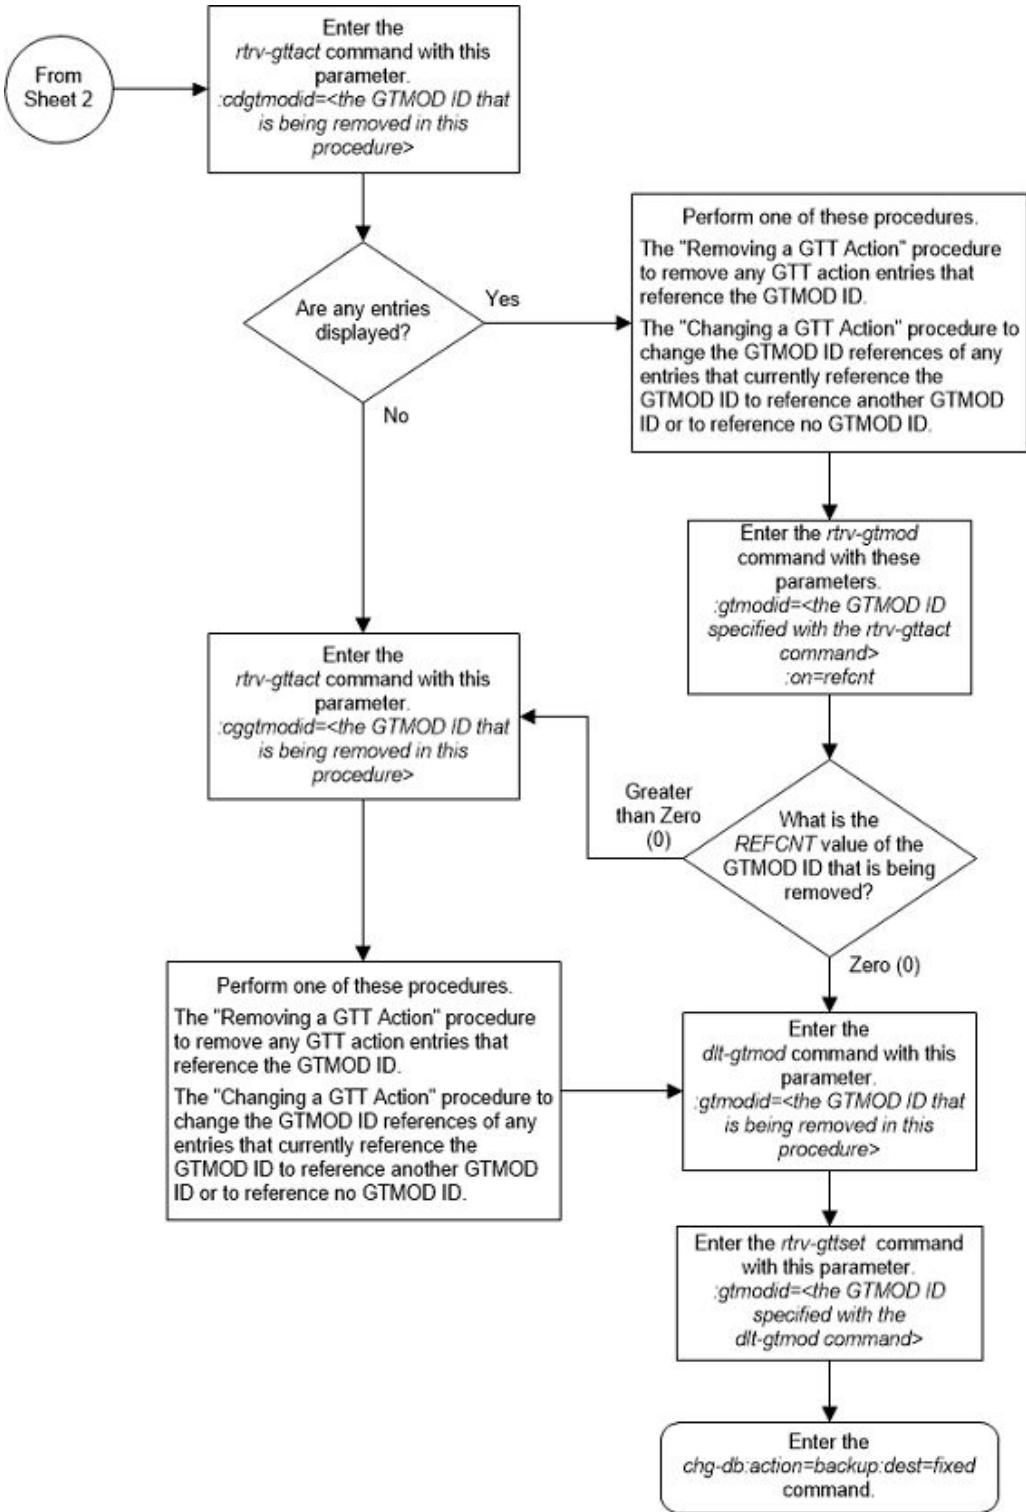 From
Sheet 2
Enter the
rtrv-gttact command with this
parameter.
:cdgtmodid=<the GTMOD ID that
is being removed in this
procedure>
Are any entries
displayed?
Yes
No
Perform one of these procedures.
The "Removing a GTT Action" procedure
to remove any GTT action entries that
reference the GTMOD ID.
The "Changing a GTT Action" procedure to
change the GTMOD ID references of any
entries that currently reference the
GTMOD ID to reference another GTMOD
ID or to reference no GTMOD ID.
Enter the rtrv-gtmod
command with these
parameters.
:gtmodid=<the GTMOD ID
specified with the rtrv-gttact
command>
:on=refcnt
Enter the
rtrv-gttact command with this
parameter.
:cggtmodid=<the GTMOD ID that
is being removed in this
procedure>
Greater
than Zero
(0)
What is the
REFCNT value of the
GTMOD ID that is being
removed?
Zero (0)
Perform one of these procedures.
The "Removing a GTT Action" procedure
to remove any GTT action entries that
reference the GTMOD ID.
The "Changing a GTT Action" procedure to
change the GTMOD ID references of any
entries that currently reference the
GTMOD ID to reference another GTMOD
ID or to reference no GTMOD ID.
Enter the
dlt-gtmod command with this
parameter.
:gtmodid=<the GTMOD ID that
is being removed in this
procedure>
Enter the rtrv-gttset command
with this parameter.
:gtmodid=<the GTMOD ID
specified with the
dlt-gtmod command>
Enter the
chg-db:action=backup:dest=fixed
command.